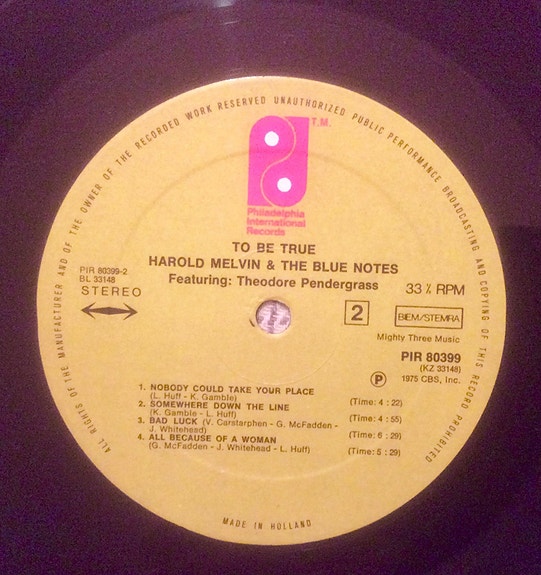 ALL RIGHTS OF THE MANUFACTURER AND OF THE OWNER OF THE RECORDED WORK RESERVED UNAUTHORIZED PUBLIC PERFORMANCE BROADCASTING AND COPYING OF THIS RECORD PROHIBITED
T.M.
Philadelphia
International
Records
TO BE TRUE
HAROLD MELVIN & THE BLUE NOTES
Featuring: Theodore Pendergrass
PIR 80399-2
BL 33148
STEREO
33 ⅓ RPM
2
BIEM/STEMRA
Mighty Three Music
PIR 80399
(KZ 33148)
P 1975 CBS, Inc.
1. NOBODY COULD TAKE YOUR PLACE
(L. Huff - K. Gamble) (Time: 4 : 22)
2. SOMEWHERE DOWN THE LINE
(K. Gamble - L. Huff) (Time: 4 : 55)
3. BAD LUCK (V. Carstarphen - G. McFadden -
J. Whitehead) (Time: 6 : 29)
4. ALL BECAUSE OF A WOMAN
(G. McFadden - J. Whitehead - L. Huff) (Time: 5 : 29)
MADE IN HOLLAND